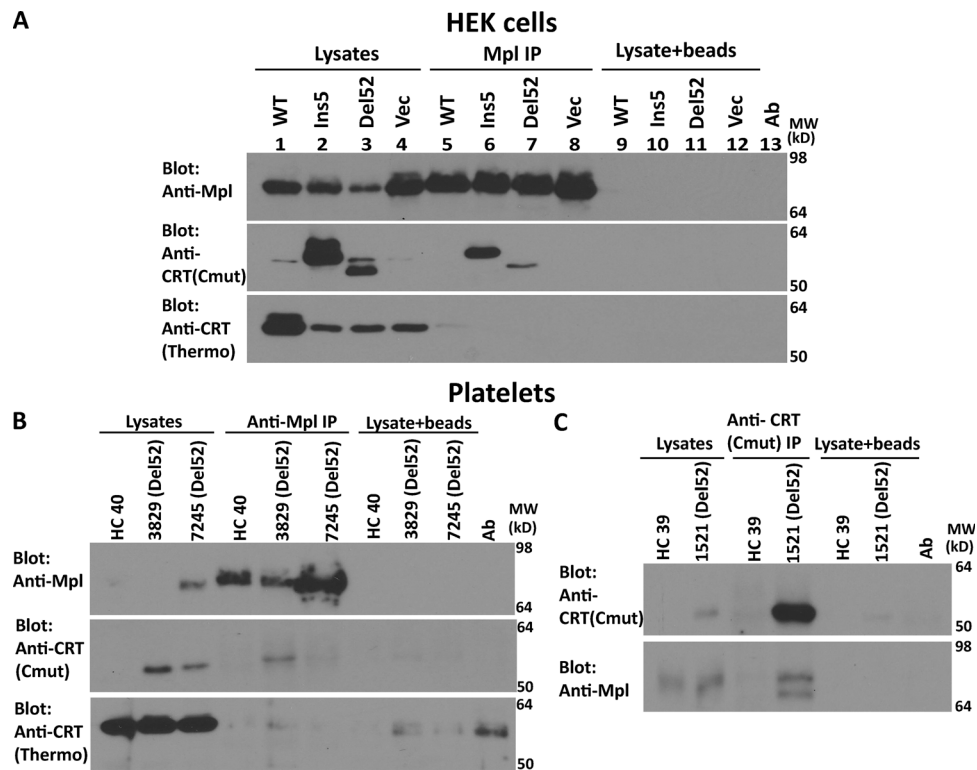 A
HEK cells
Lysates Mpl IP Lysate+beads
WT Ins5 Del52 Vec WT Ins5 Del52 Vec WT Ins5 Del52 Vec Ab
1 2 3 4 5 6 7 8 9 10 11 12 13
MW
(kD)
98
Blot:
Anti-Mpl
64
64
Blot:
Anti-
CRT(Cmut)
50
64
Blot:
Anti-CRT
(Thermo)
50
Platelets
B
Lysates Anti-Mpl IP Lysate+beads
HC 40 3829 (Del52) 7245 (Del52) HC 40 3829 (Del52) 7245 (Del52) HC 40 3829 (Del52) 7245 (Del52) Ab
MW
(kD)
98
Blot:
Anti-Mpl
64
64
Blot:
Anti-CRT
(Cmut)
50
64
Blot:
Anti-CRT
(Thermo)
50
C
Anti- CRT
Lysates (Cmut) IP Lysate+beads
HC 39 1521 (Del52) HC 39 1521 (Del52) HC 39 1521 (Del52) Ab
MW
(kD)
64
Blot:
Anti-
CRT(Cmut)
50
98
Blot:
Anti-Mpl
64